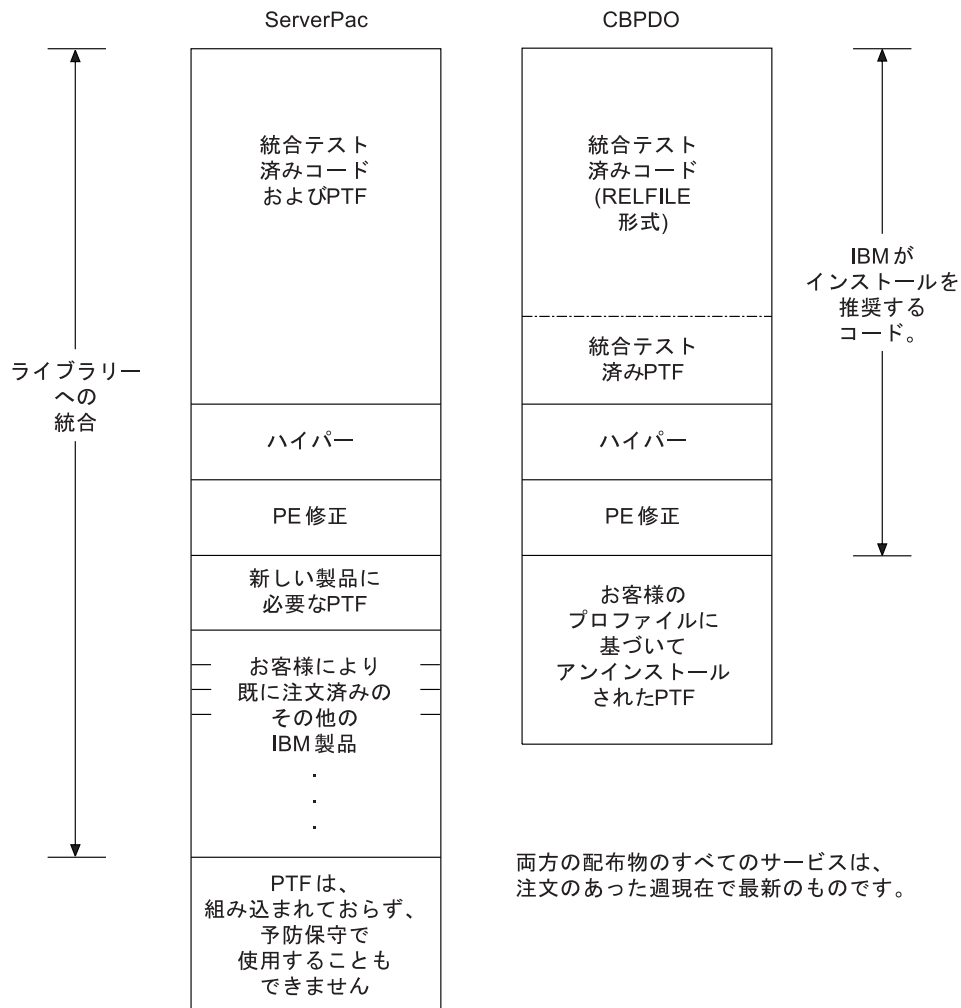 ServerPac
CBPDO
統合テスト
済みコード
およびPTF
統合テスト
済みコード
(RELFILE
形式)
IBMが
インストールを
推奨する
コード。
統合テスト
済みPTF
ライブラリー
への
統合
ハイパー
ハイパー
PE修正
PE修正
新しい製品に
必要なPTF
お客様の
プロファイルに
基づいて
アンインストール
されたPTF
お客様により
既に注文済みの
その他の
IBM製品
.
.
.
両方の配布物のすべてのサービスは、
注文のあった週現在で最新のものです。
PTFは、
組み込まれておらず、
予防保守で
使用することも
できません